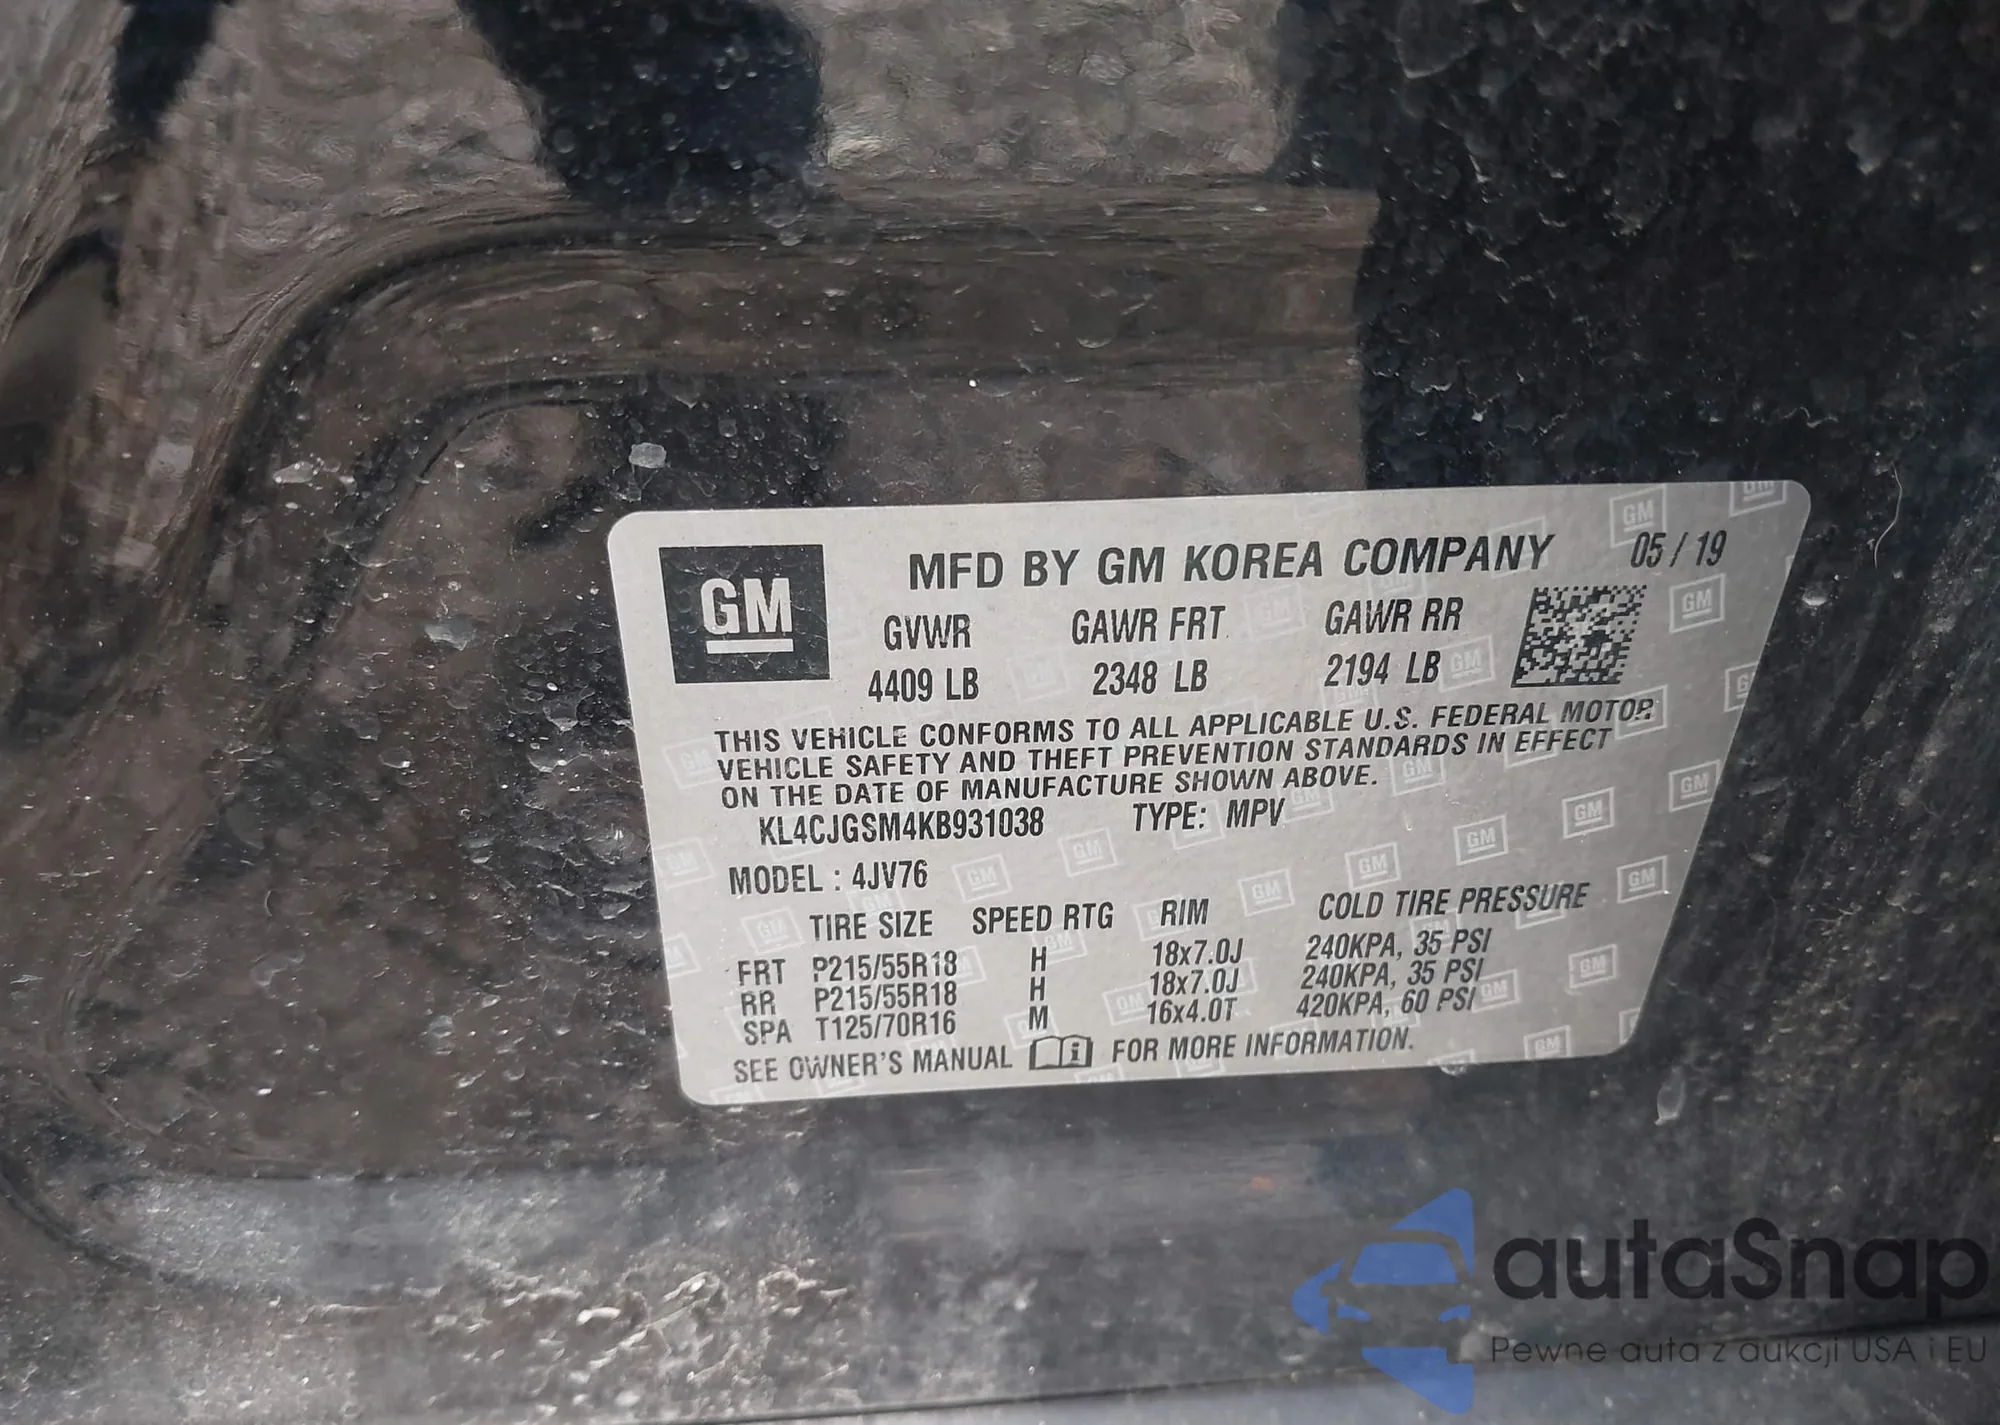 GM
MFD BY GM KOREA COMPANY 05 / 19
GVWR GAWR FRT GAWR RR
4409 LB 2348 LB 2194 LB
THIS VEHICLE CONFORMS TO ALL APPLICABLE U.S. FEDERAL MOTOR
VEHICLE SAFETY AND THEFT PREVENTION STANDARDS IN EFFECT
ON THE DATE OF MANUFACTURE SHOWN ABOVE.
KL4CJGSM4KB931038 TYPE: MPV
MODEL : 4JV76
TIRE SIZE SPEED RTG RIM COLD TIRE PRESSURE
FRT P215/55R18 H 18x7.0J 240KPA, 35 PSI
RR P215/55R18 H 18x7.0J 240KPA, 35 PSI
SPA T125/70R16 M 16x4.0T 420KPA, 60 PSI
SEE OWNER'S MANUAL FOR MORE INFORMATION.
autaSnap
Pewne auta z aukcji USA i EU